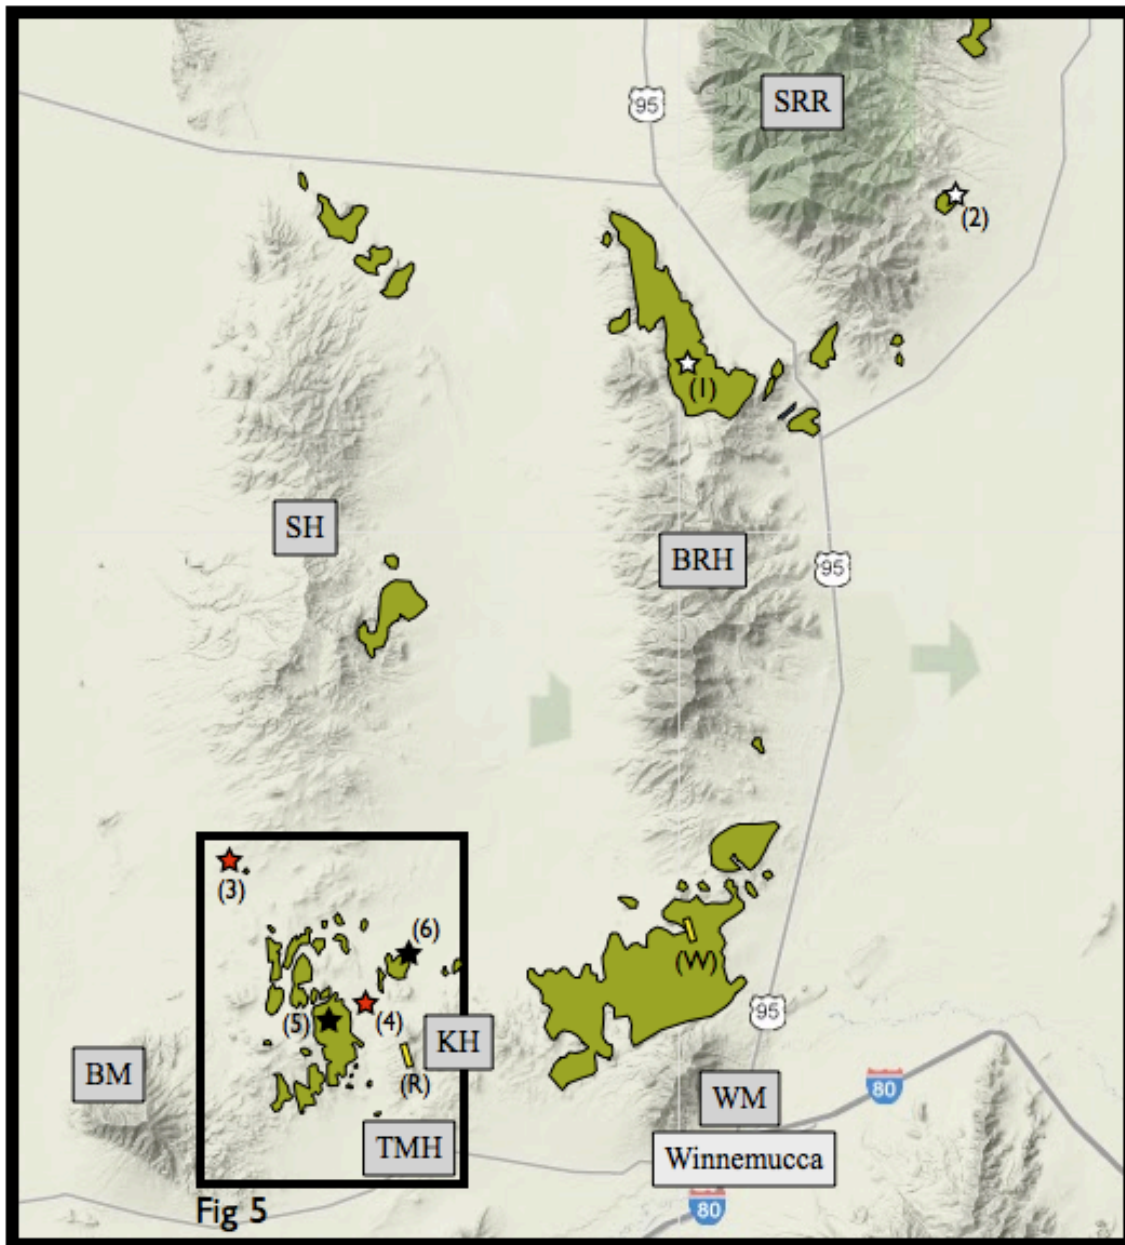 SRR
95
(2)
(I)
SH
BRH
95
(3)
(6)
(W)
(5)
(4)
95
KH
(R)
BM
80
WM
TMH
Winnemucca
Fig 5
80